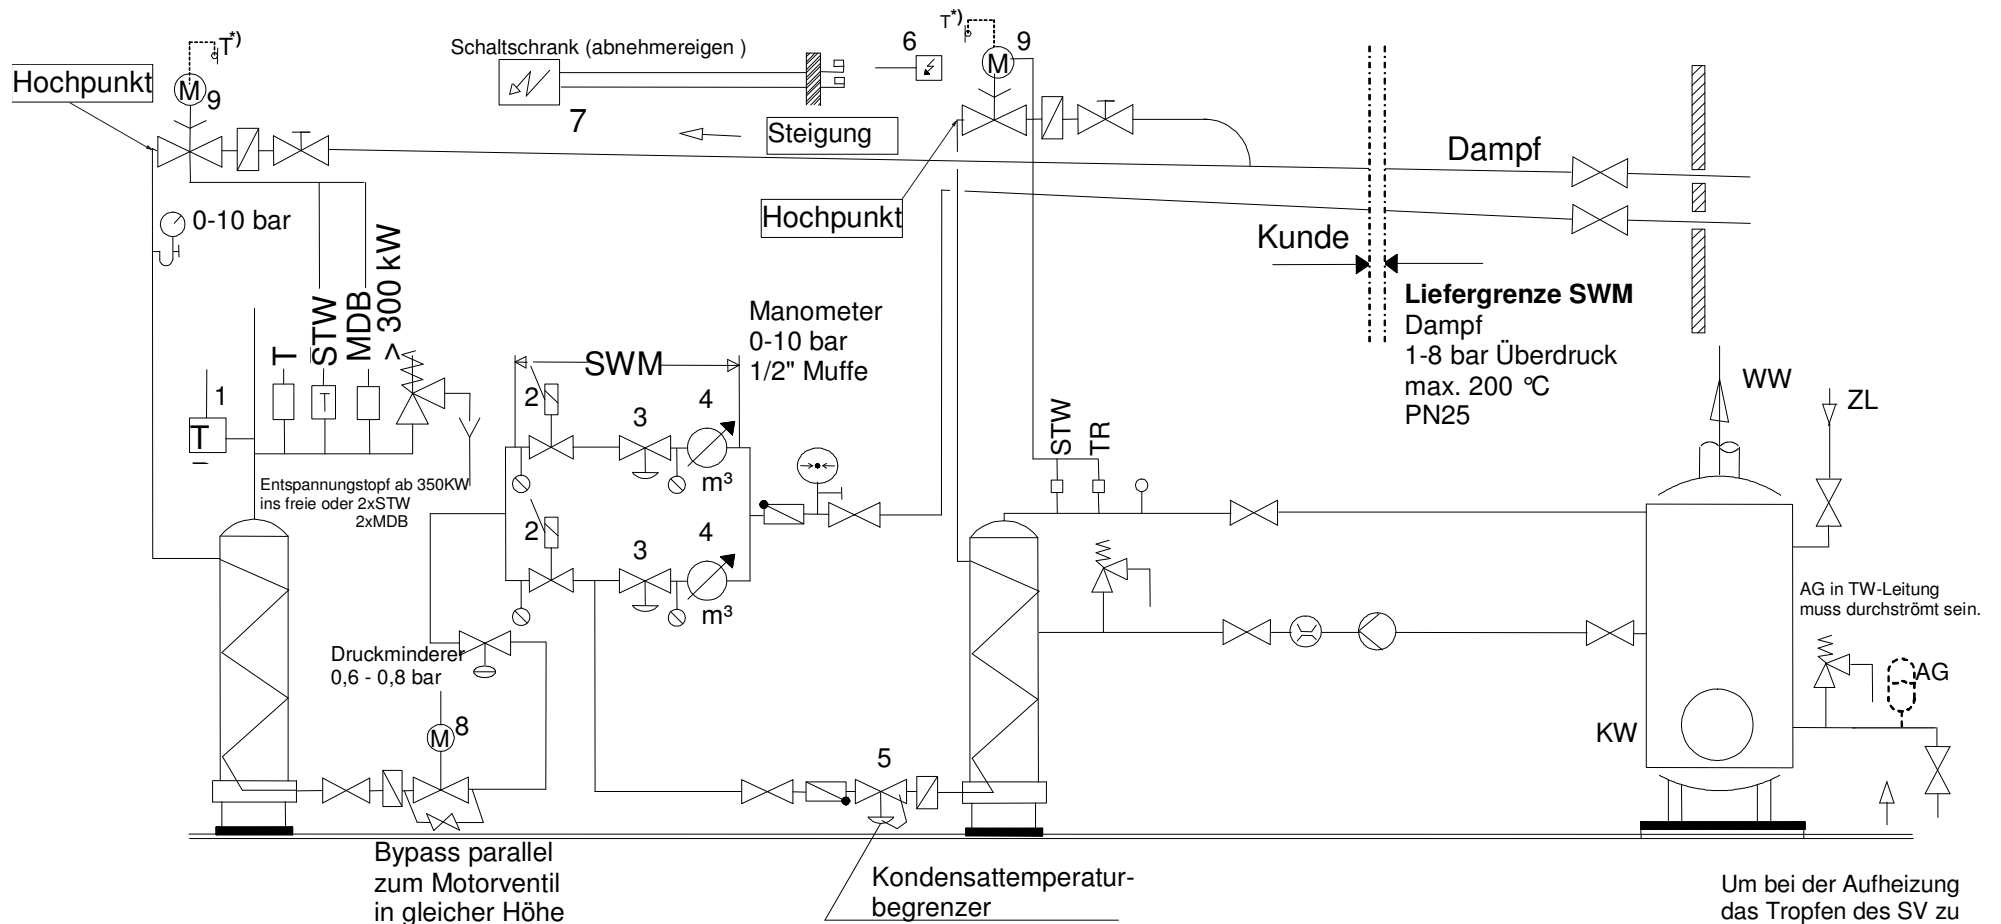 Schaltschrank (abnehmereigen )
T*)
6
9
T*)
M
Hochpunkt
M
9
7
Steigung
Dampf
0-10 bar
Hochpunkt
Kunde
Liefergrenze SWM
Dampf
1-8 bar Überdruck
max. 200 °C
PN25
Manometer
0-10 bar
1/2" Muffe
SWM
T
STW
MDB
> 300 kW
1
T
T
2
3
4
m³
2
3
4
m³
Entspannungstopf ab 350KW
ins freie oder 2xSTW
2xMDB
STW
TR
WW
ZL
AG in TW-Leitung
muss durchströmt sein.
AG
KW
Druckminderer
0,6 - 0,8 bar
M
8
5
Bypass parallel
zum Motorventil
in gleicher Höhe
Kondensattemperatur-
begrenzer
Um bei der Aufheizung
das Tropfen des SV zu